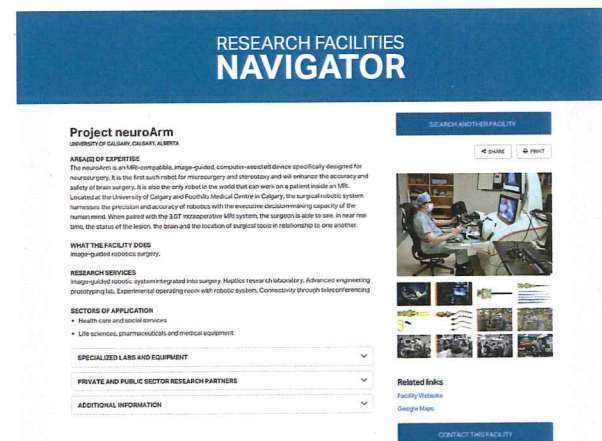 RESEARCH FACILITIES
NAVIGATOR
Project neuroArm
UNIVERSITY OF CALGARY, CALGARY, ALBERTA
AREA(S) OF EXPERTISE
The neuroArm is an MRI-compatible, image-guided, computer-assisted device specifically designed for
neurosurgery. It is the first such robot for microsurgery and stereotaxy and will enhance the accuracy and
safety of brain surgery. It is also the only robot in the world that can work on a patient inside an MRI.
Located at the University of Calgary and Foothills Medical Centre in Calgary, the surgical robotic system
harnesses the precision and accuracy of robotics with the executive decision-making capacity of the
human mind. When paired with the 3.0T intraoperative MRI system, the surgeon is able to see, in near real
time, the status of the lesion, the brain and the location of surgical tools in relationship to one another.
WHAT THE FACILITY DOES
Image-guided robotics surgery.
RESEARCH SERVICES
Image-guided robotic system integrated into surgery, Haptics research laboratory, Advanced engineering
prototyping lab, Experimental operating room with robotic system, Connectivity through teleconferencing
SECTORS OF APPLICATION
• Health care and social services
• Life sciences, pharmaceuticals and medical equipment
SPECIALIZED LABS AND EQUIPMENT
PRIVATE AND PUBLIC SECTOR RESEARCH PARTNERS
ADDITIONAL INFORMATION
SEARCH ANOTHER FACILITY
SHARE PRINT
Related links
Facility Website
Google Maps
CONTACT THIS FACILITY